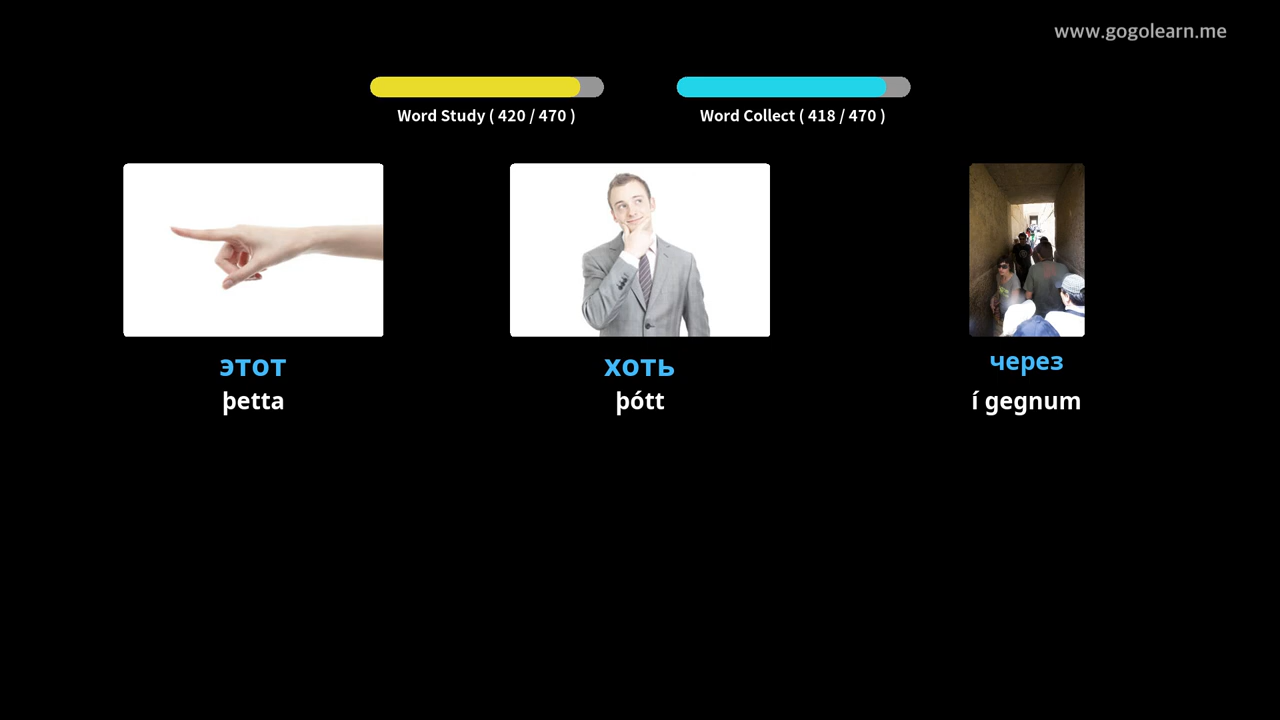 www.gogolearn.me
Word Study ( 420 / 470 )
Word Collect ( 418 / 470 )
этот
хоть
через
þetta
þótt
í gegnum